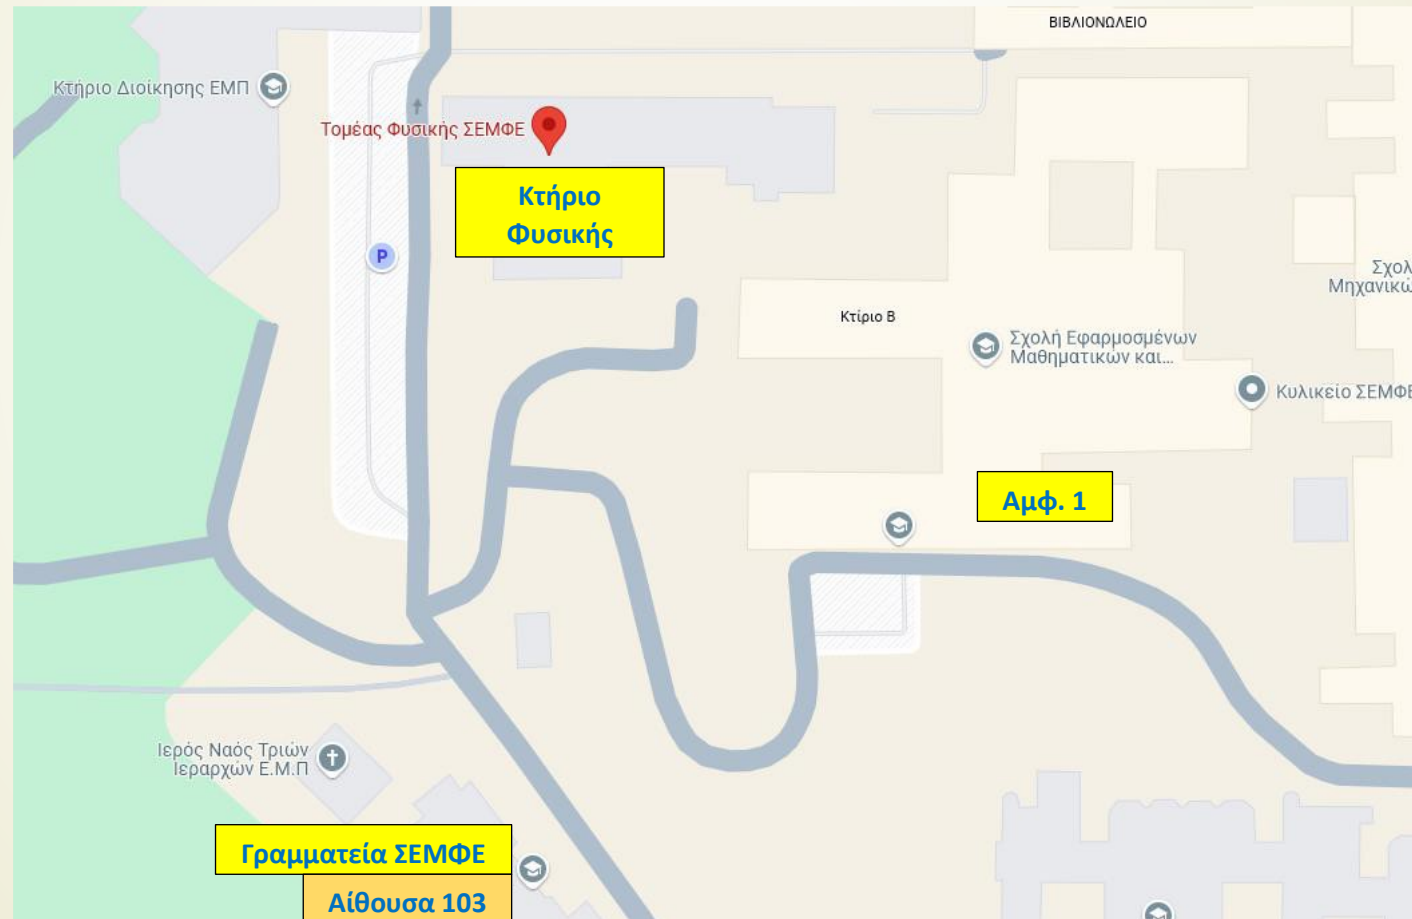 ΒΙΒΛΙΟΝΩΛΕΙΟ
Κτήριο Διοίκησης ΕΜΠ
Τομέας Φυσικής ΣΕΜΦΕ
Κτήριο
Φυσικής
P
Σχολ
Μηχανικώ
Κτίριο Β
Σχολή Εφαρμοσμένων
Μαθηματικών και...
Κυλικείο ΣΕΜΦΕ
Αμφ. 1
Ιερός Ναός Τριών
Ιεραρχών Ε.Μ.Π
Γραμματεία ΣΕΜΦΕ
Αίθουσα 103